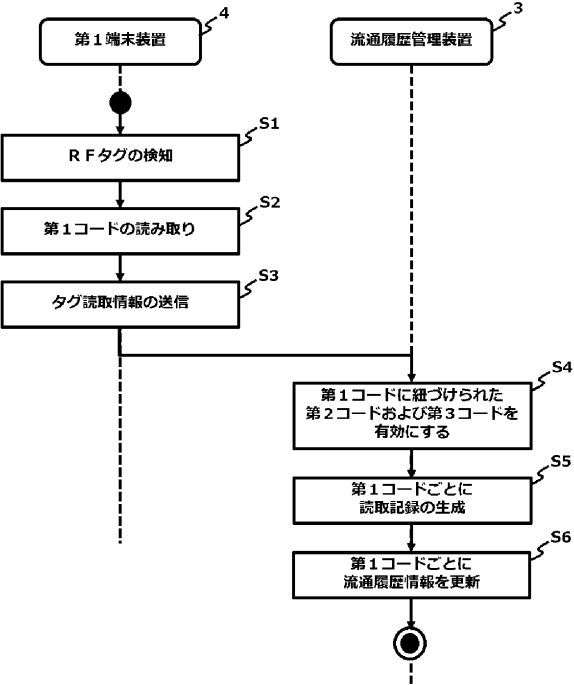 第１端末装置
4
流通履歴管理装置
3
ＲＦタグの検知
S1
第１コードの読み取り
S2
タグ読取情報の送信
S3
第１コードに紐づけられた
第２コードおよび第３コードを
有効にする
S4
第１コードごとに
読取記録の生成
S5
第１コードごとに
流通履歴情報を更新
S6